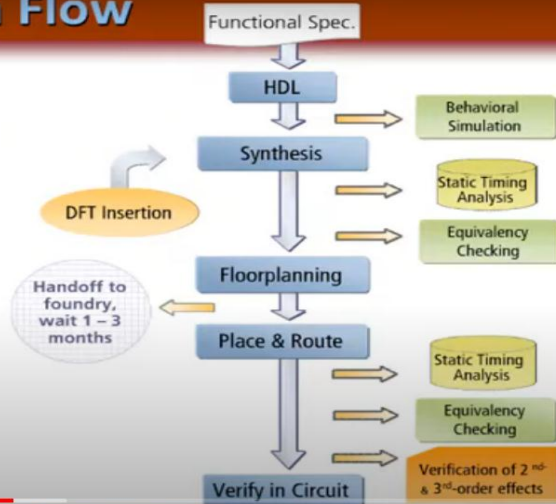 Flow
Functional Spec.
HDL
Behavioral
Simulation
Synthesis
Static Timing
Analysis
DFT Insertion
Equivalency
Checking
Floorplanning
Handoff to
foundry,
wait 1 – 3
months
Place & Route
Static Timing
Analysis
Equivalency
Checking
Verification of 2nd-
& 3rd-order effects
Verify in Circuit